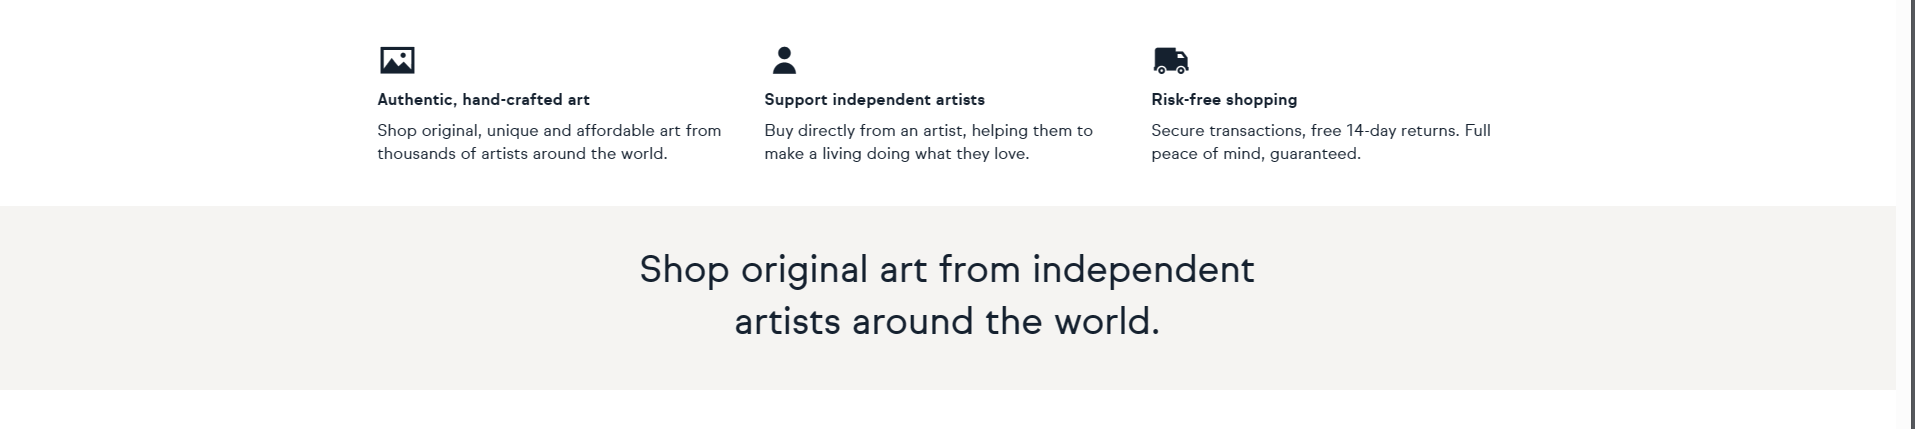 Authentic, hand-crafted art
Shop original, unique and affordable art from
thousands of artists around the world.
Support independent artists
Buy directly from an artist, helping them to
make a living doing what they love.
Risk-free shopping
Secure transactions, free 14-day returns. Full
peace of mind, guaranteed.
Shop original art from independent
artists around the world.